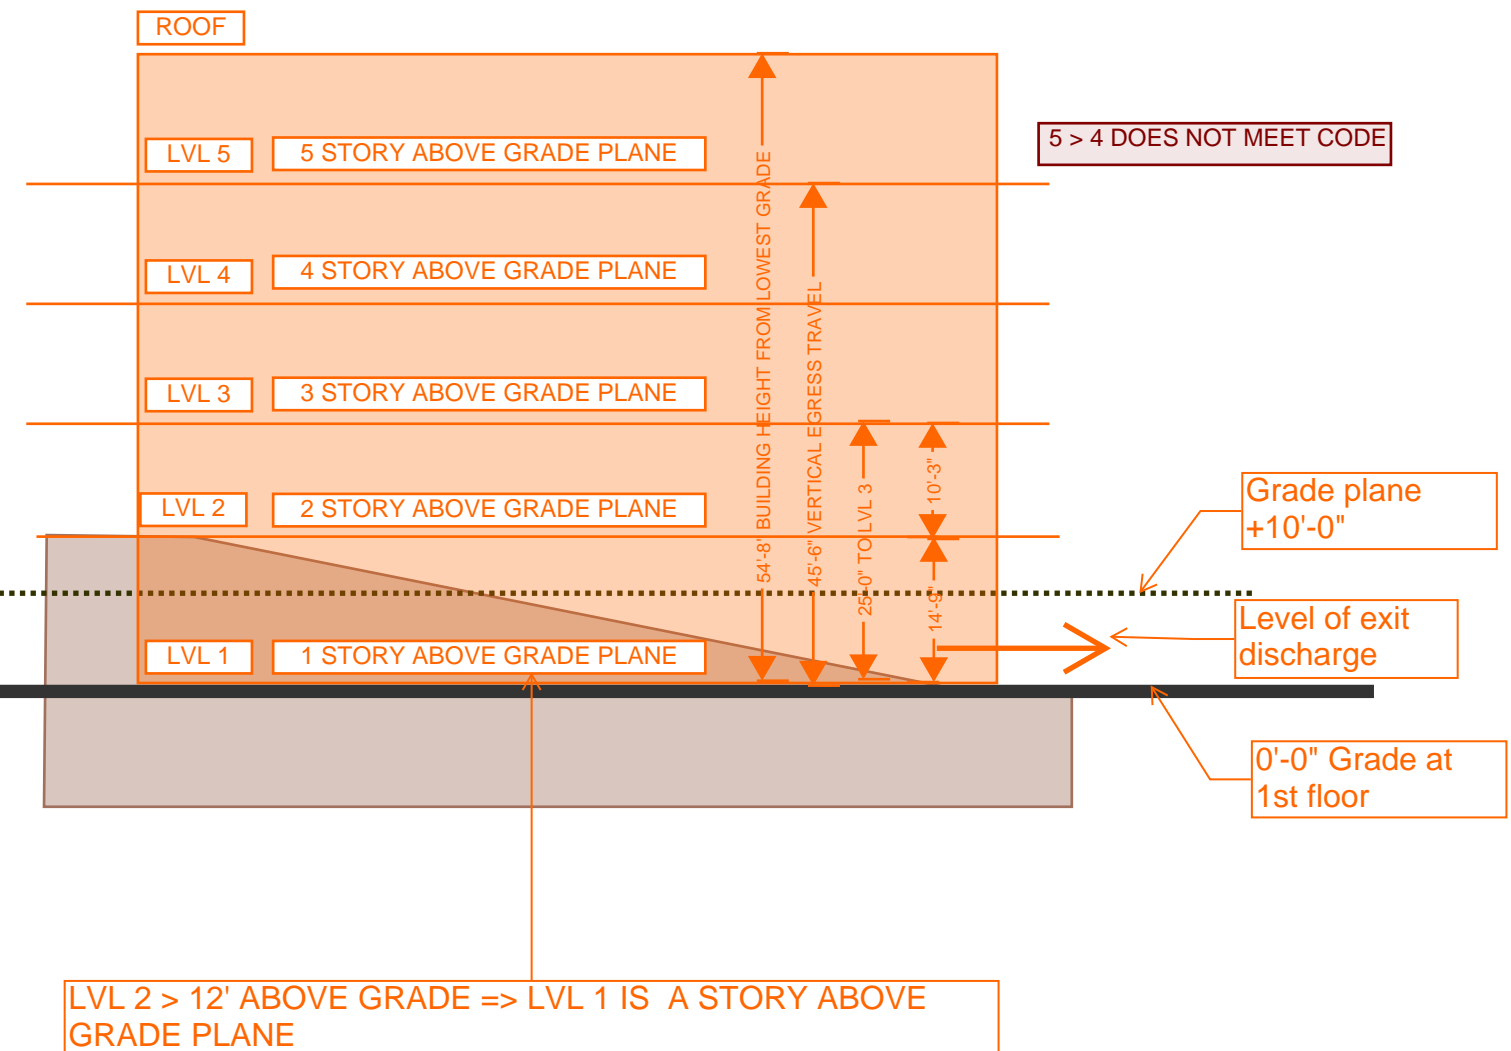 ROOF
5 > 4 DOES NOT MEET CODE
LVL 5
5 STORY ABOVE GRADE PLANE
LVL 4
4 STORY ABOVE GRADE PLANE
LVL 3
3 STORY ABOVE GRADE PLANE
LVL 2
2 STORY ABOVE GRADE PLANE
LVL 1
1 STORY ABOVE GRADE PLANE
54'-8' BUILDING HEIGHT FROM LOWEST GRADE
45'-6" VERTICAL EGRESS TRAVEL
25'-0" TO LVL 3
10'-3"
14'-9"
Grade plane
+10'-0"
Level of exit
discharge
0'-0" Grade at
1st floor
LVL 2 > 12' ABOVE GRADE => LVL 1 IS A STORY ABOVE
GRADE PLANE